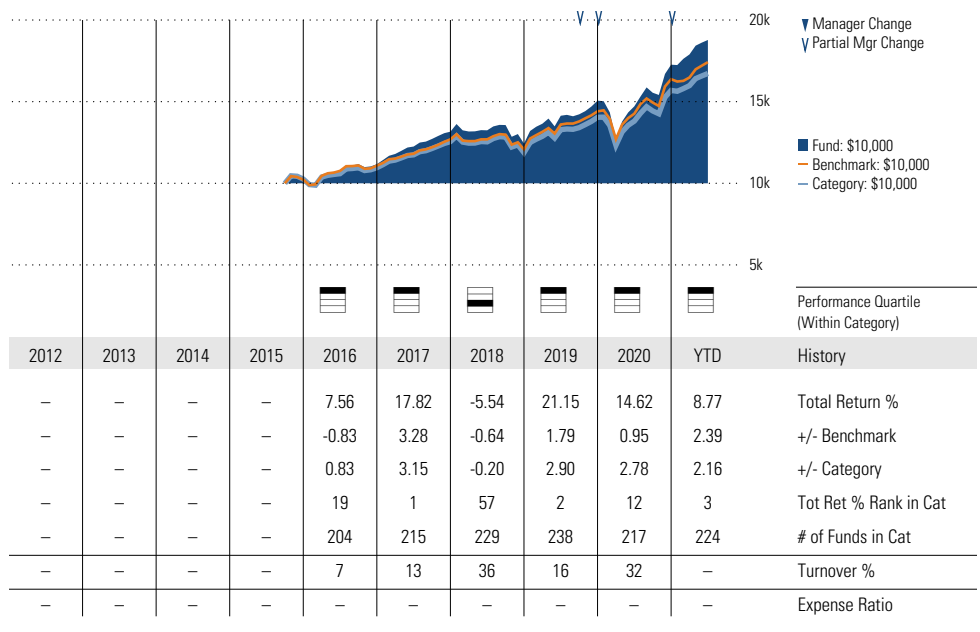 20k
15k
10k
5k
Manager Change
Partial Mgr Change
Fund: $10,000
Benchmark: $10,000
Category: $10,000
Performance Quartile
(Within Category)
2012 2013 2014 2015 2016 2017 2018 2019 2020 YTD History
– – – – 7.56 17.82 -5.54 21.15 14.62 8.77 Total Return %
– – – – -0.83 3.28 -0.64 1.79 0.95 2.39 +/- Benchmark
– – – – 0.83 3.15 -0.20 2.90 2.78 2.16 +/- Category
– – – – 19 1 57 2 12 3 Tot Ret % Rank in Cat
– – – – 204 215 229 238 217 224 # of Funds in Cat
– – – – 7 13 36 16 32 – Turnover %
– – – – – – – – – – Expense Ratio